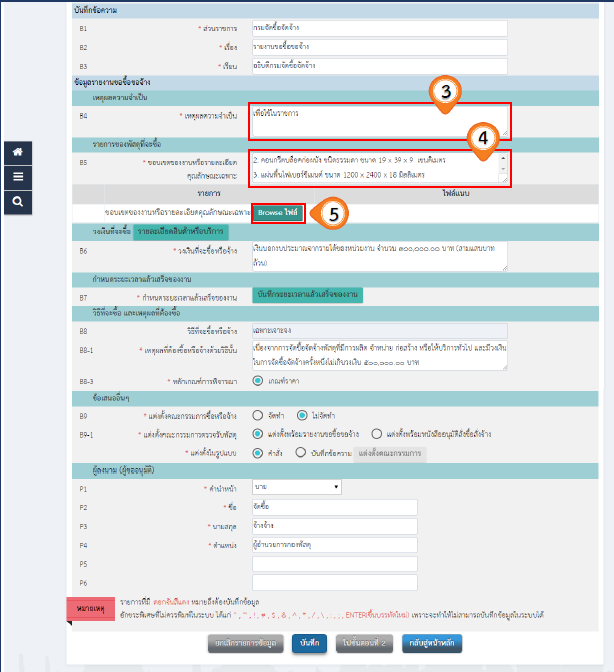 บันทึกข้อความ
B1 * ส่วนราชการ กรมจัดซื้อจัดจ้าง
B2 * เรื่อง รายงานขอซื้อขอจ้าง
B3 * เรียน อธิบดีกรมจัดซื้อจัดจ้าง
ข้อมูลรายงานขอซื้อขอจ้าง
เหตุผลความจำเป็น
3
B4 * เหตุผลความจำเป็น เพื่อใช้ในราชการ
4
รายการของพัสดุที่จะซื้อ
B5 * ขอบเขตของงานหรือรายละเอียด 2. คอนกรีตบล็อคก่อผนัง ชนิดธรรมดา ขนาด 19 x 39 x 9 เซนติเมตร
คุณลักษณะเฉพาะ 3. แผ่นพื้นไฟเบอร์ซีเมนต์ ขนาด 1200 x 2400 x 18 มิลลิเมตร
รายการ ไฟล์แนบ
ขอบเขตของงานหรือรายละเอียดคุณลักษณะเฉพาะ Browse ไฟล์ 5
วงเงินที่จะซื้อ รายละเอียดสินค้าหรือบริการ
B6 * วงเงินที่จะซื้อหรือจ้าง เงินนอกงบประมาณจากรายได้ของหน่วยงาน จำนวน ๓๐๐,๐๐๐.๐๐ บาท (สามแสนบาท
ถ้วน)
กำหนดระยะเวลาแล้วเสร็จของงาน
B7 * กำหนดระยะเวลาแล้วเสร็จของงาน บันทึกระยะเวลาแล้วเสร็จของงาน
วิธีที่จะซื้อ และเหตุผลที่ต้องซื้อ
B8 วิธีที่จะซื้อหรือจ้าง เฉพาะเจาะจง
B8-1 * เหตุผลที่ต้องซื้อหรือจ้างด้วยวิธีนั้น เนื่องจากการจัดซื้อจัดจ้างพัสดุที่มีการผลิต จำหน่าย ก่อสร้าง หรือให้บริการทั่วไป และมีวงเงิน
ในการจัดซื้อจัดจ้างครั้งหนึ่งไม่เกินวงเงิน ๕๐๐,๐๐๐.๐๐ บาท
B8-3 * หลักเกณฑ์การพิจารณา เกณฑ์ราคา
ข้อเสนออื่นๆ
B9 * แต่งตั้งคณะกรรมการซื้อหรือจ้าง จัดทำ ไม่จัดทำ
B9-1 * แต่งตั้งคณะกรรมการตรวจรับพัสดุ แต่งตั้งพร้อมรายงานขอซื้อขอจ้าง แต่งตั้งพร้อมหนังสืออนุมัติสั่งซื้อสั่งจ้าง
* แต่งตั้งในรูปแบบ คำสั่ง บันทึกข้อความ แต่งตั้งคณะกรรมการ
ผู้ลงนาม (ผู้ขออนุมัติ)
P1 * คำนำหน้า นาย
P2 * ชื่อ จัดซื้อ
P3 * นามสกุล จ้างจ้าง
P4 * ตำแหน่ง ผู้อำนวยการกองพัสดุ
P5
P6
หมายเหตุ รายการที่มี ดอกจันสีแดง หมายถึงต้องบันทึกข้อมูล
อักขระพิเศษที่ไม่ควรพิมพ์ในระบบ ได้แก่ ENTER(ขึ้นบรรทัดใหม่) เพราะจะทำให้ไม่สามารถบันทึกข้อมูลในระบบได้
ยกเลิกรายการข้อมูล บันทึก ไปขั้นตอนที่ 2 กลับสู่หน้าหลัก